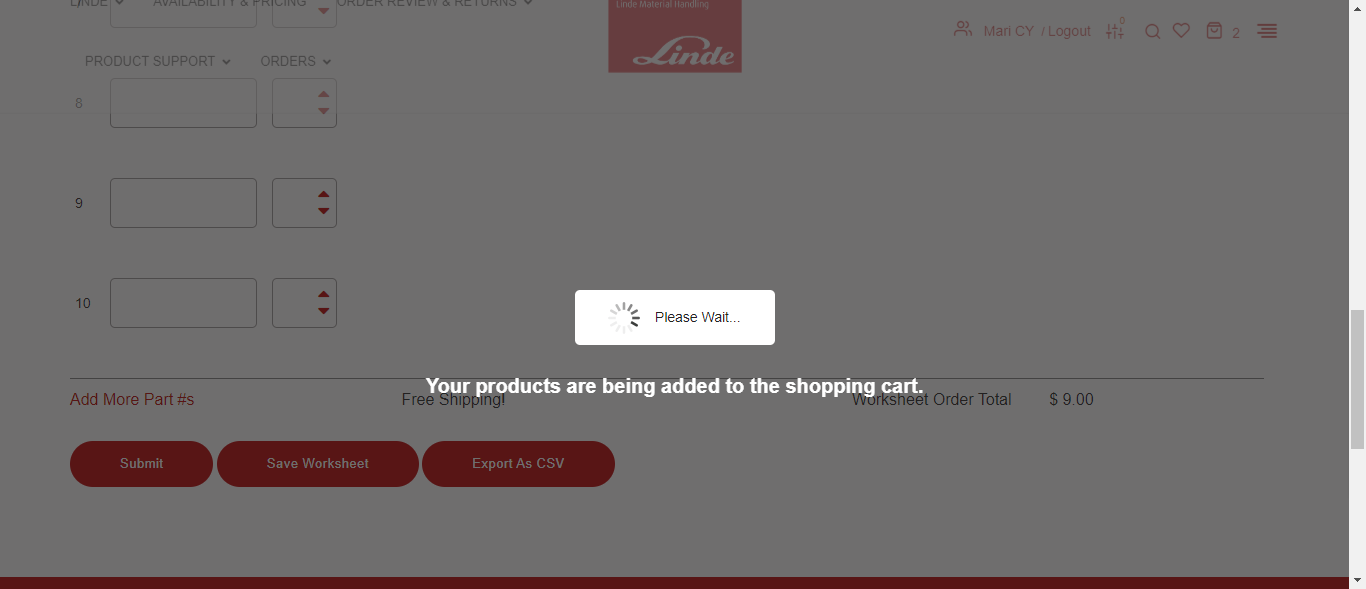 LINDE
AVAILABILITY & PRICING
ORDER REVIEW & RETURNS
Linde Material Handling
Linde
Mari CY / Logout
0
2
PRODUCT SUPPORT
ORDERS
8
9
10
Please Wait...
Your products are being added to the shopping cart.
Add More Part #s
Free Shipping!
Worksheet Order Total
$ 9.00
Submit
Save Worksheet
Export As CSV